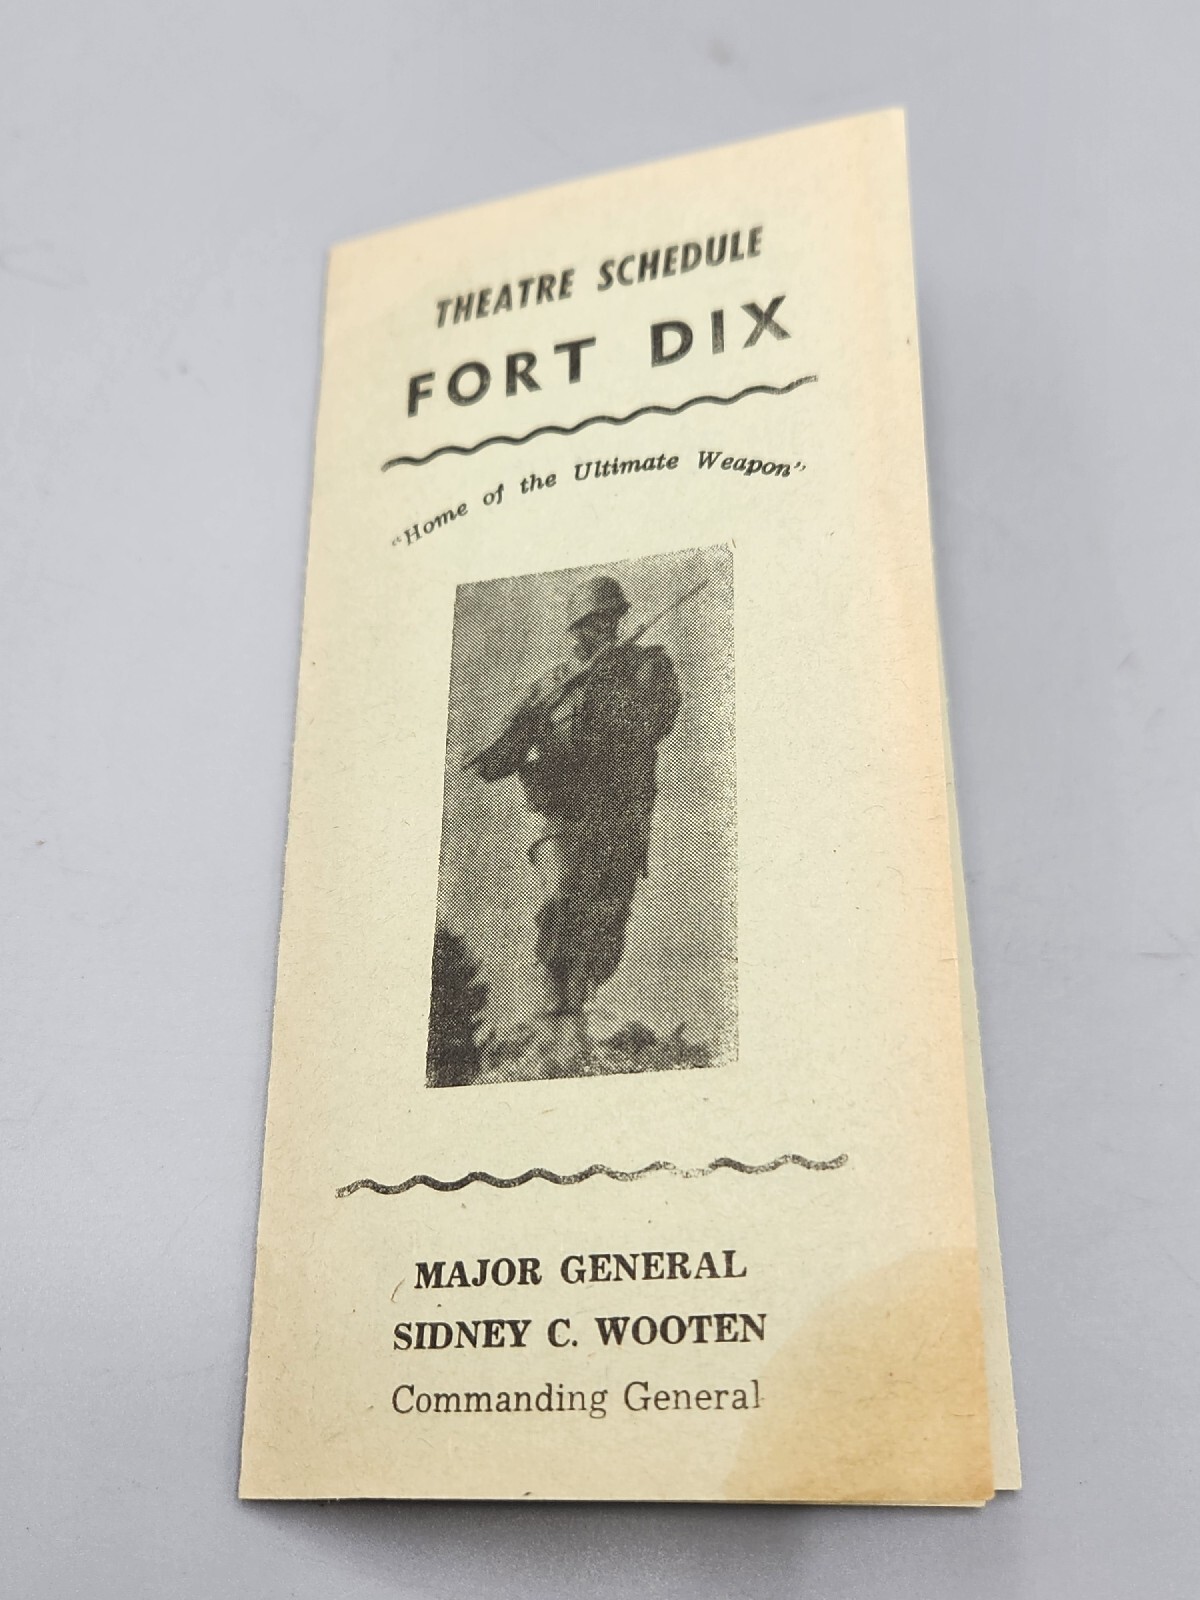 THEATRE SCHEDULE
FORT DIX
"Home of the Ultimate Weapon"
MAJOR GENERAL
SIDNEY C. WOOTEN
Commanding General